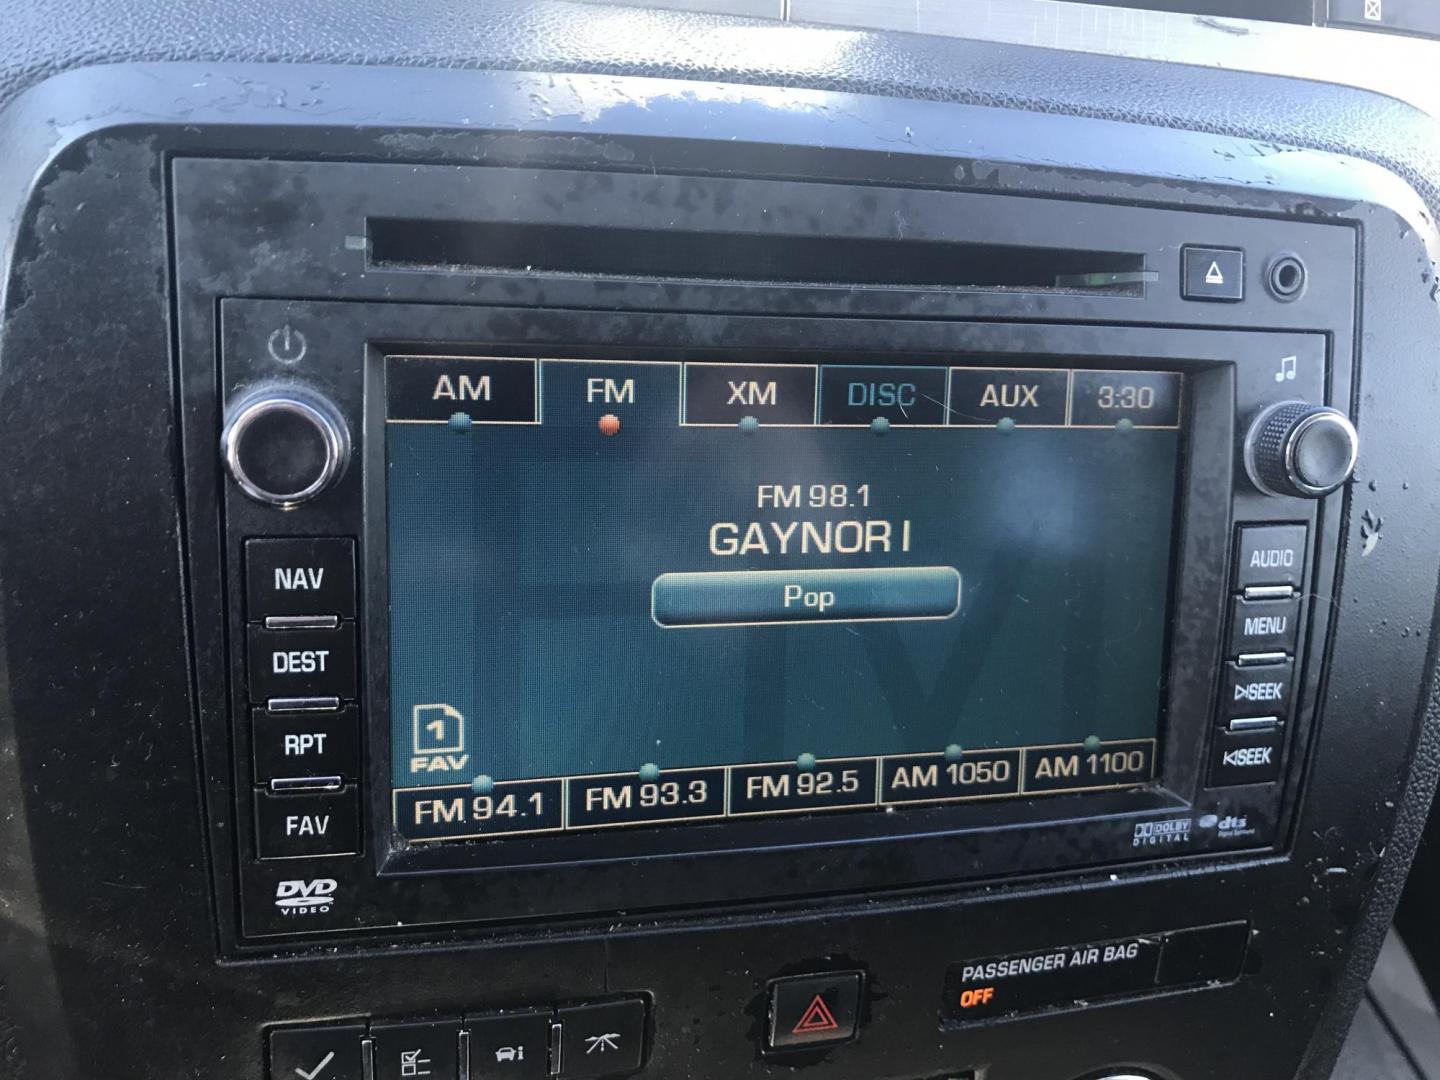 AM FM XM DISC AUX 3:30
FM 98.1
GAYNOR I
Pop
1
FAV
FM 94.1 FM 93.3 FM 92.5 AM 1050 AM 1100
NAV
DEST
RPT
FAV
DVD
VIDEO
AUDIO
MENU
SEEK
SEEK
DOLBY
DIGITAL
dts
PASSENGER AIR BAG
OFF